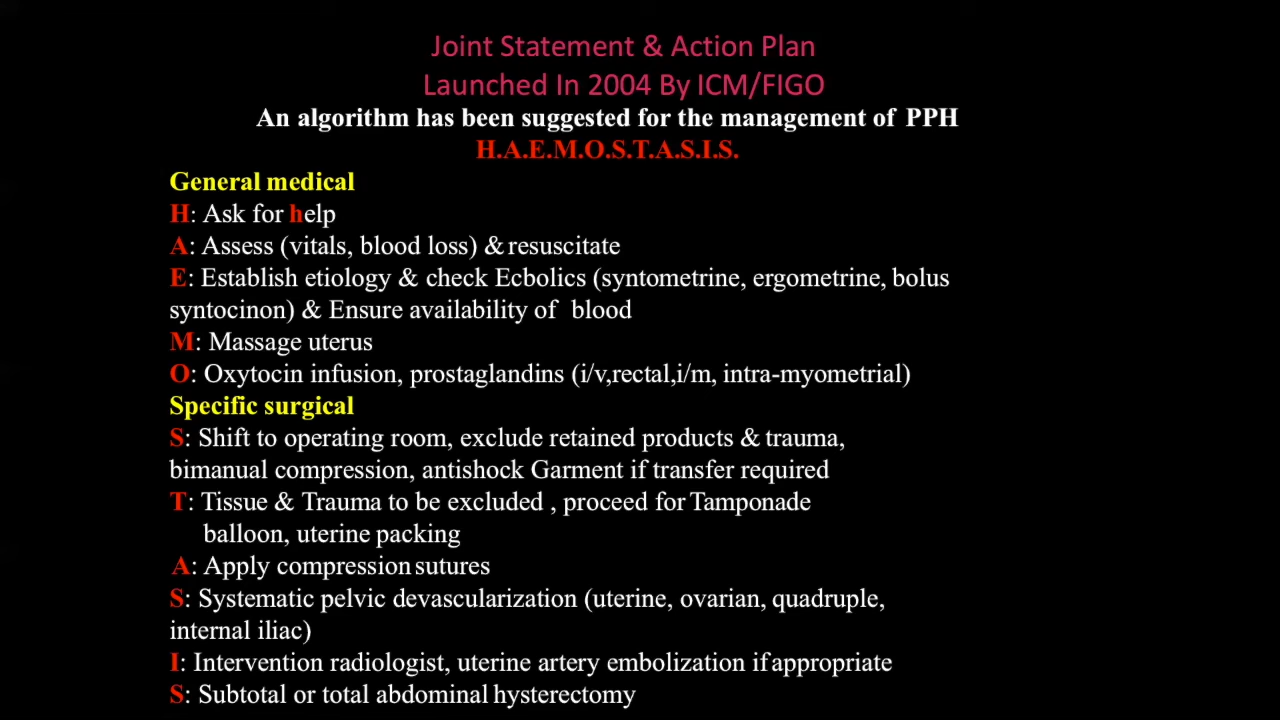 Joint Statement & Action Plan
Launched In 2004 By ICM/FIGO
An algorithm has been suggested for the management of PPH
H.A.E.M.O.S.T.A.S.I.S.
General medical
H: Ask for help
A: Assess (vitals, blood loss) & resuscitate
E: Establish etiology & check Ecbolics (syntometrine, ergometrine, bolus
syntocinon) & Ensure availability of blood
M: Massage uterus
O: Oxytocin infusion, prostaglandins (i/v,rectal,i/m, intra-myometrial)
Specific surgical
S: Shift to operating room, exclude retained products & trauma,
bimanual compression, antishock Garment if transfer required
T: Tissue & Trauma to be excluded , proceed for Tamponade
balloon, uterine packing
A: Apply compression sutures
S: Systematic pelvic devascularization (uterine, ovarian, quadruple,
internal iliac)
I: Intervention radiologist, uterine artery embolization if appropriate
S: Subtotal or total abdominal hysterectomy